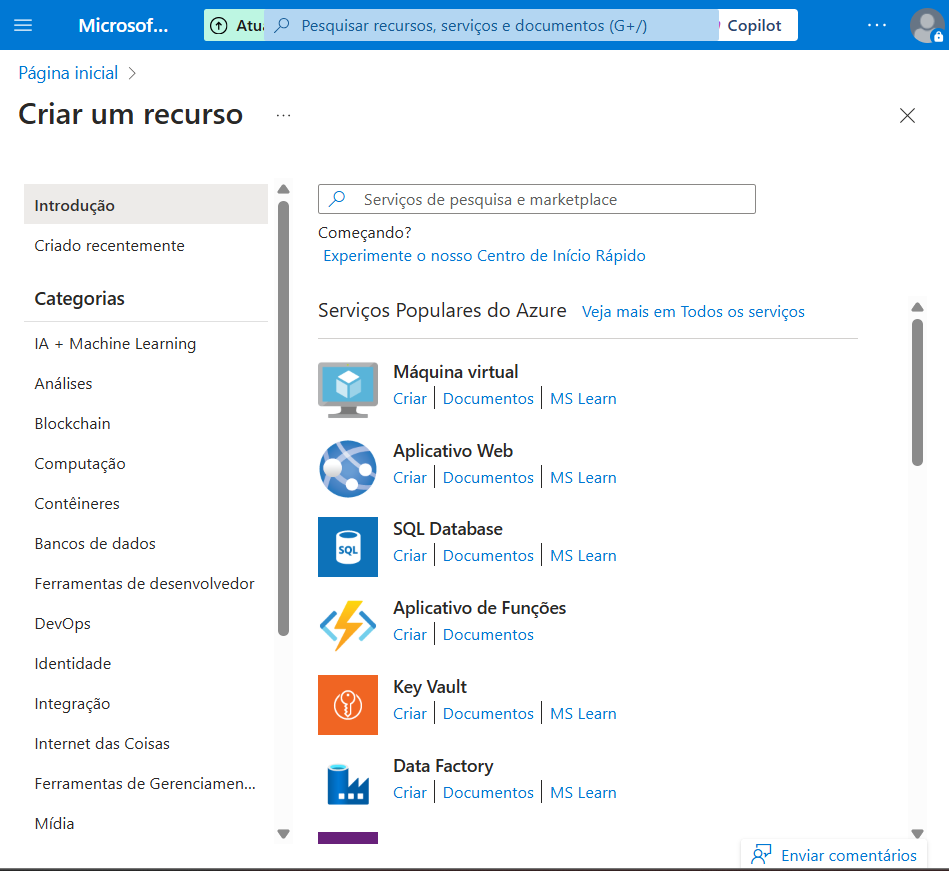 Microsof...
Atua
Pesquisar recursos, serviços e documentos (G+/)
Copilot
Página inicial
Criar um recurso
Introdução
Criado recentemente
Categorias
IA + Machine Learning
Análises
Blockchain
Computação
Contêineres
Bancos de dados
Ferramentas de desenvolvedor
DevOps
Identidade
Integração
Internet das Coisas
Ferramentas de Gerenciamen...
Mídia
Serviços de pesquisa e marketplace
Começando?
Experimente o nosso Centro de Início Rápido
Serviços Populares do Azure Veja mais em Todos os serviços
Máquina virtual
Criar | Documentos | MS Learn
Aplicativo Web
Criar | Documentos | MS Learn
SQL
SQL Database
Criar | Documentos | MS Learn
Aplicativo de Funções
Criar | Documentos
Key Vault
Criar | Documentos | MS Learn
Data Factory
Criar | Documentos | MS Learn
Enviar comentários